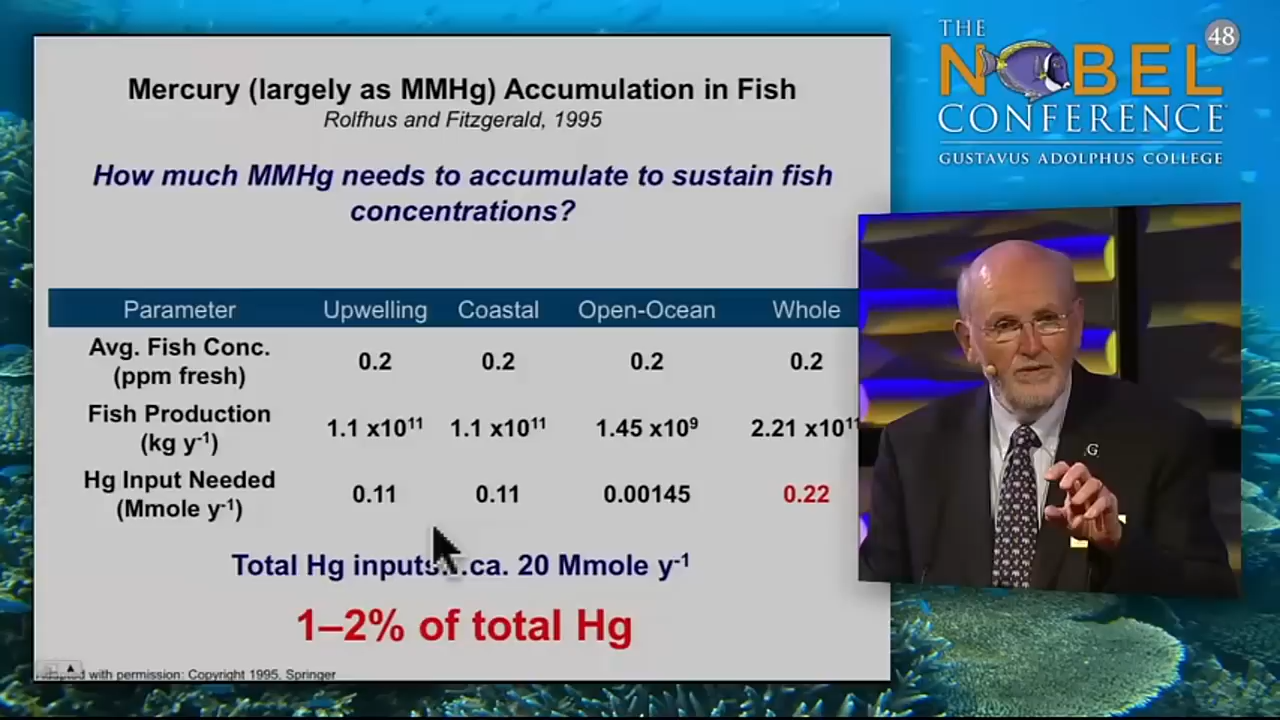 Mercury (largely as MMHg) Accumulation in Fish
Rolfhus and Fitzgerald, 1995
How much MMHg needs to accumulate to sustain fish
concentrations?
Parameter Upwelling Coastal Open-Ocean Whole
Avg. Fish Conc.
(ppm fresh) 0.2 0.2 0.2 0.2
Fish Production
(kg y⁻¹) 1.1 x10¹¹ 1.1 x10¹¹ 1.45 x10⁹ 2.21 x10¹¹
Hg Input Needed
(Mmole y⁻¹) 0.11 0.11 0.00145 0.22
Total Hg inputs...ca. 20 Mmole y⁻¹
1–2% of total Hg
with permission: Copyright 1995, Springer
THE
NOBEL
CONFERENCE
GUSTAVUS ADOLPHUS COLLEGE
48
G